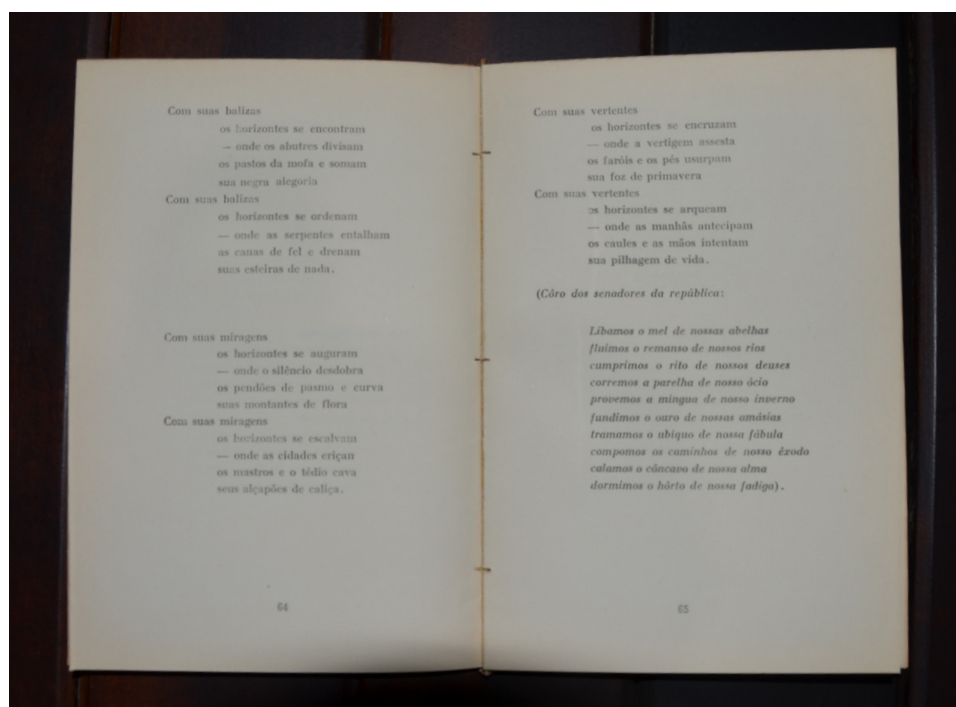 Com suas balizas
os horizontes se encontram
— onde os abutres divisam
os pastos da mofa e somam
sua negra alegoria
Com suas balizas
os horizontes se ordenam
— onde as serpentes entalham
as canas de fel e drenam
suas esteiras de nada.
Com suas miragens
os horizontes se auguram
— onde o silêncio desdobra
os pendões de pasmo e curva
suas montantes de flora
Com suas miragens
os horizontes se escalvam
— onde as cidades eriçan
os mastros e o tédio cava
seus alçapões de caliça.
64
Com suas vertentes
os horizontes se encruzam
— onde a vertigem assesta
os faróis e os pés usurpam
sua foz de primavera
Com suas vertentes
os horizontes se arqueam
— onde as manhãs antecipam
os caules e as mãos intentam
sua pilhagem de vida.
(Côro dos senadores da república:
Libamos o mel de nossas abelhas
fluimos o remanso de nossos rios
cumprimos o rito de nossos deuses
corremos a parelha de nosso ócio
provemos a mingua de nosso inverno
fundimos o ouro de nossas amásias
tramamos o ubíquo de nossa fábula
compomos os caminhos de nosso êxodo
calamos o côncavo de nossa alma
dormimos o hôrto de nossa fadiga).
65